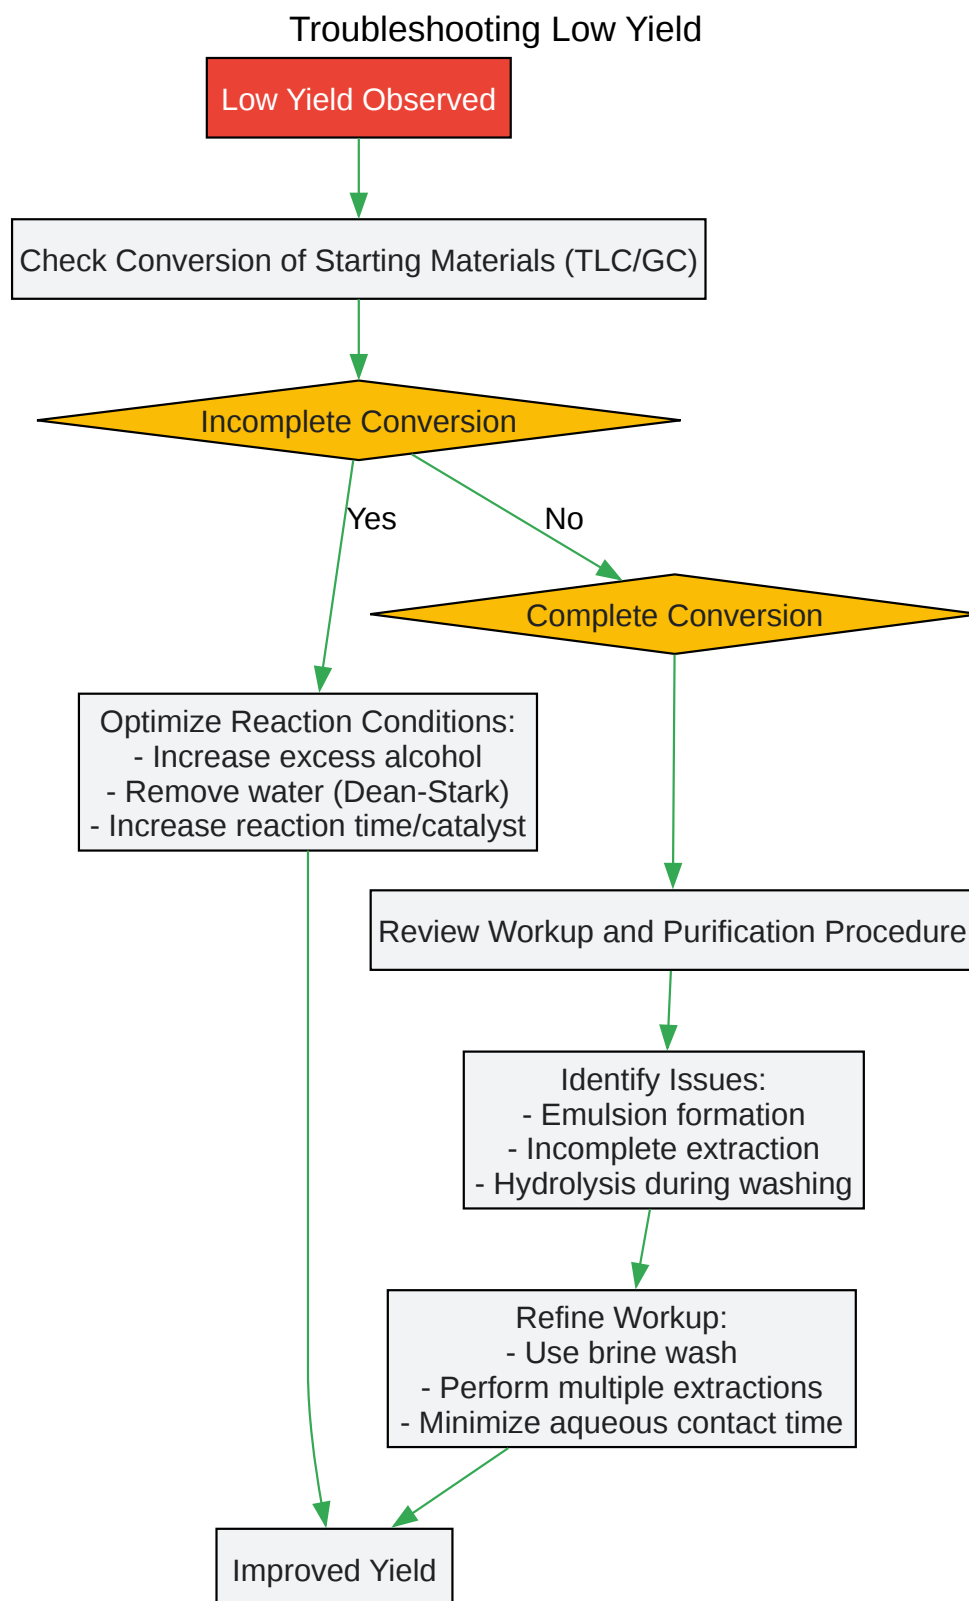 Troubleshooting Low Yield
Low Yield Observed
Check Conversion of Starting Materials (TLC/GC)
Incomplete Conversion
Yes
No
Complete Conversion
Optimize Reaction Conditions:
- Increase excess alcohol
- Remove water (Dean-Stark)
- Increase reaction time/catalyst
Review Workup and Purification Procedure
Identify Issues:
- Emulsion formation
- Incomplete extraction
- Hydrolysis during washing
Refine Workup:
- Use brine wash
- Perform multiple extractions
- Minimize aqueous contact time
Improved Yield